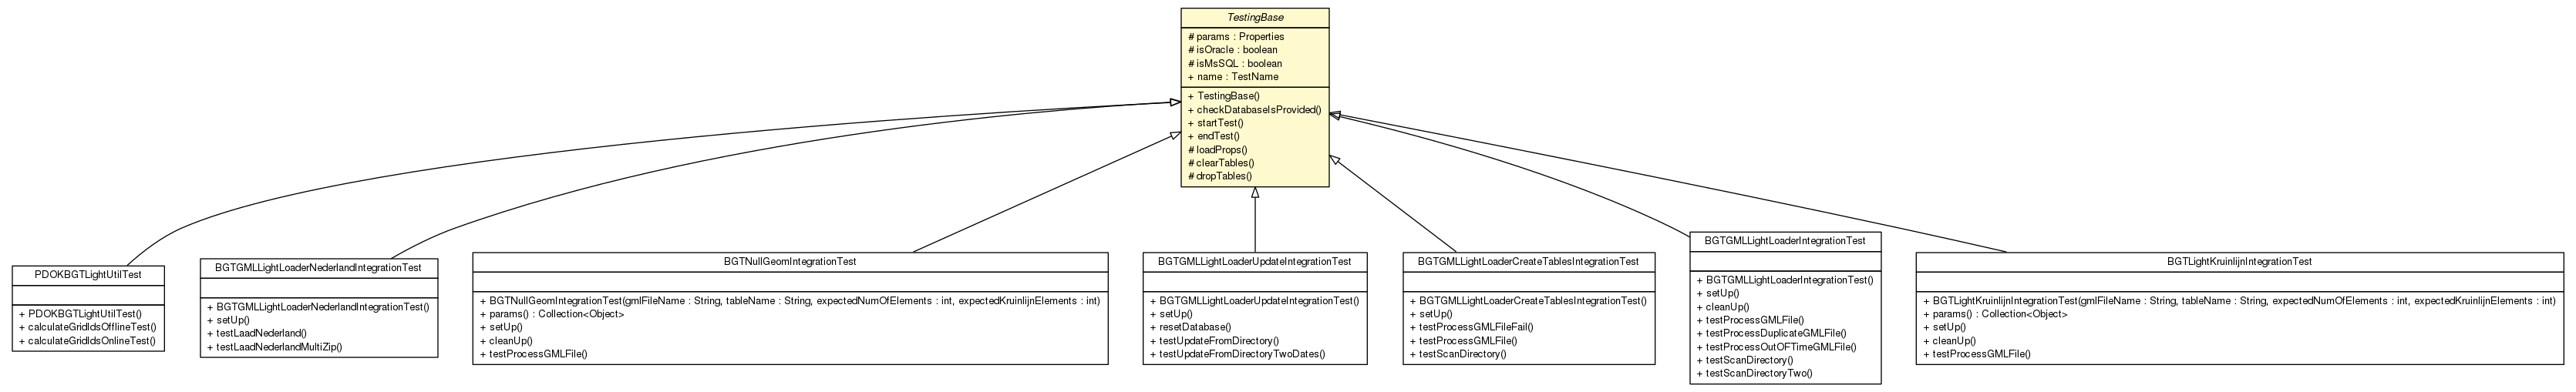 TestingBase
# params : Properties
# isOracle : boolean
# isMsSQL : boolean
+ name : TestName
+ TestingBase()
+ checkDatabaseIsProvided()
+ startTest()
+ endTest()
# loadProps()
# clearTables()
# dropTables()
PDOKBGTLightUtilTest
+ PDOKBGTLightUtilTest()
+ calculateGridIdsOfflineTest()
+ calculateGridIdsOnlineTest()
BGTGMLLightLoaderNederlandIntegrationTest
+ BGTGMLLightLoaderNederlandIntegrationTest()
+ setUp()
+ testLaadNederland()
+ testLaadNederlandMultiZip()
BGTNullGeomIntegrationTest
+ BGTNullGeomIntegrationTest(gmlFileName : String, tableName : String, expectedNumOfElements : int, expectedKruinlijnElements : int)
+ params() : Collection<Object>
+ setUp()
+ cleanUp()
+ testProcessGMLFile()
BGTGMLLightLoaderUpdateIntegrationTest
+ BGTGMLLightLoaderUpdateIntegrationTest()
+ setUp()
+ resetDatabase()
+ testUpdateFromDirectory()
+ testUpdateFromDirectoryTwoDates()
BGTGMLLightLoaderCreateTablesIntegrationTest
+ BGTGMLLightLoaderCreateTablesIntegrationTest()
+ setUp()
+ testProcessGMLFileFail()
+ testProcessGMLFile()
+ testScanDirectory()
BGTGMLLightLoaderIntegrationTest
+ BGTGMLLightLoaderIntegrationTest()
+ setUp()
+ cleanUp()
+ testProcessGMLFile()
+ testProcessDuplicateGMLFile()
+ testProcessOutOFTimeGMLFile()
+ testScanDirectory()
+ testScanDirectoryTwo()
BGTLightKruinlijnIntegrationTest
+ BGTLightKruinlijnIntegrationTest(gmlFileName : String, tableName : String, expectedNumOfElements : int, expectedKruinlijnElements : int)
+ params() : Collection<Object>
+ setUp()
+ cleanUp()
+ testProcessGMLFile()